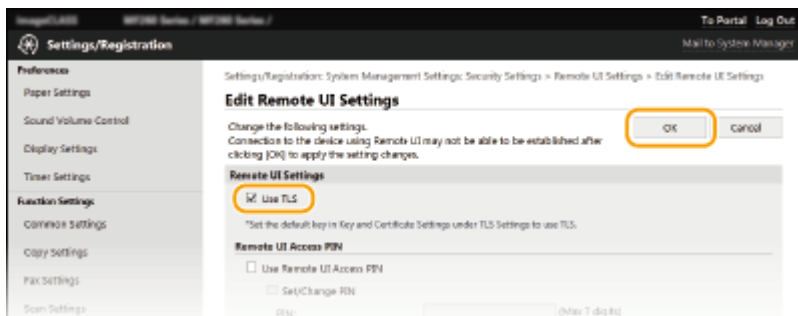 To Portal Log Out
Settings/Registration
Mail to System Manager
Preferences
Paper Settings
Sound Volume Control
Display Settings
Timer Settings
Function Settings
Common Settings
Copy Settings
Fax Settings
Scan Settings
Settings/Registration: System Management Settings: Security Settings > Remote UI Settings > Edit Remote UI Settings
Edit Remote UI Settings
Change the following settings.
Connection to the device using Remote UI may not be able to be established after
clicking [OK] to apply the setting changes.
OK Cancel
Remote UI Settings
Use TLS
*Set the default key in Key and Certificate Settings under TLS Settings to use TLS.
Remote UI Access PIN
Use Remote UI Access PIN
Set/Change PIN
PIN:
(Max 7 digits)